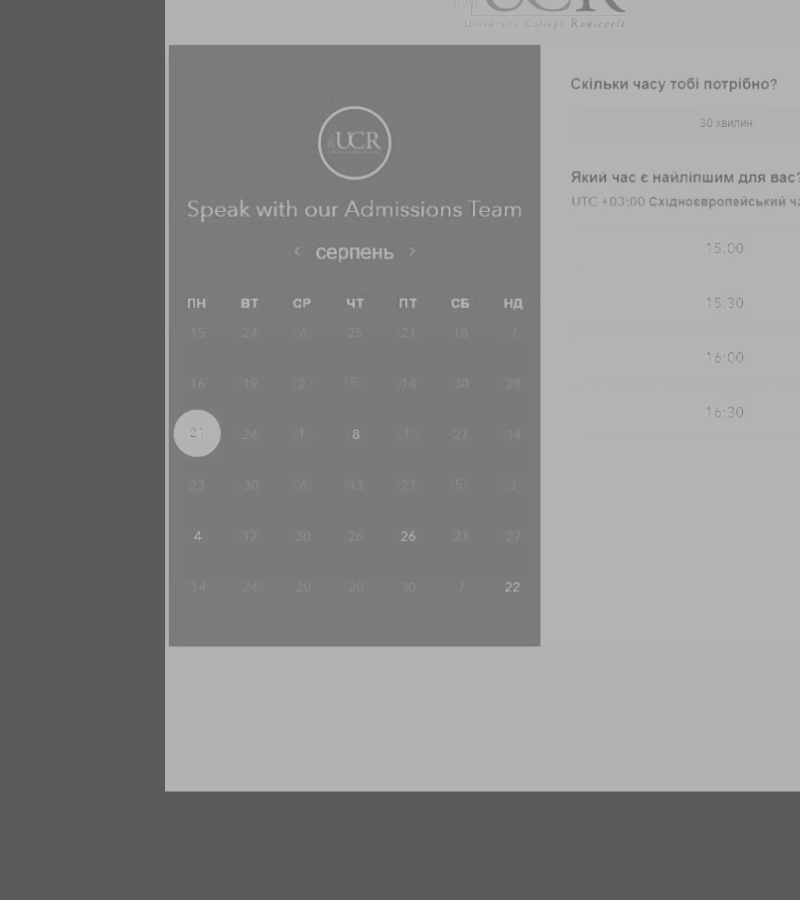 UCR
University College Roosevelt
UCR
Speak with our Admissions Team
‹ серпень ›
ПН ВТ СР ЧТ ПТ СБ НД
15 24 6 25 21 18 7
16 19 2 5 14 30 28
21 24 1 8 1 27 14
23 30 6 13 27 5 3
4 17 30 26 26 21 27
14 24 20 20 30 7 22
Скільки часу тобі потрібно?
30 хвилин
Який час є найліпшим для вас?
UTC +03:00 Східноєвропейський ча
15:00
15:30
16:00
16:30